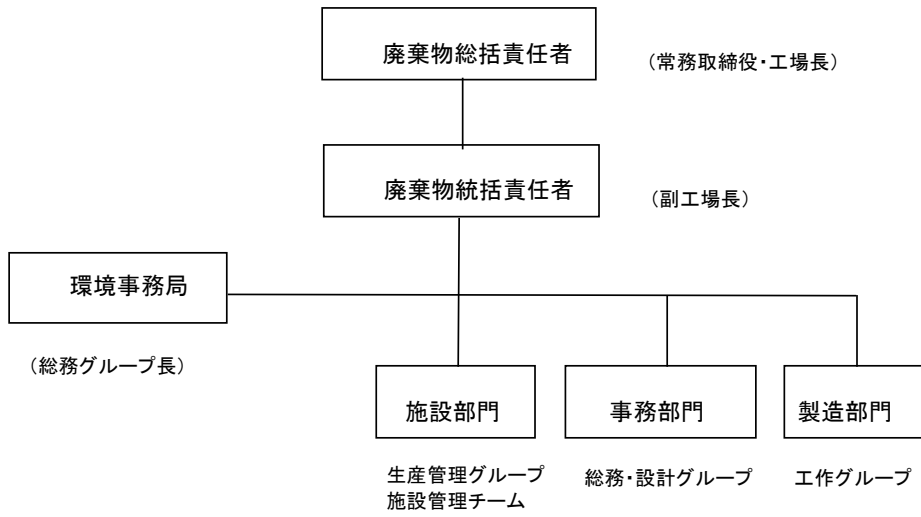 廃棄物総括責任者
(常務取締役・工場長)
廃棄物統括責任者
(副工場長)
環境事務局
(総務グループ長)
施設部門
事務部門
製造部門
生産管理グループ
施設管理チーム
総務・設計グループ
工作グループ